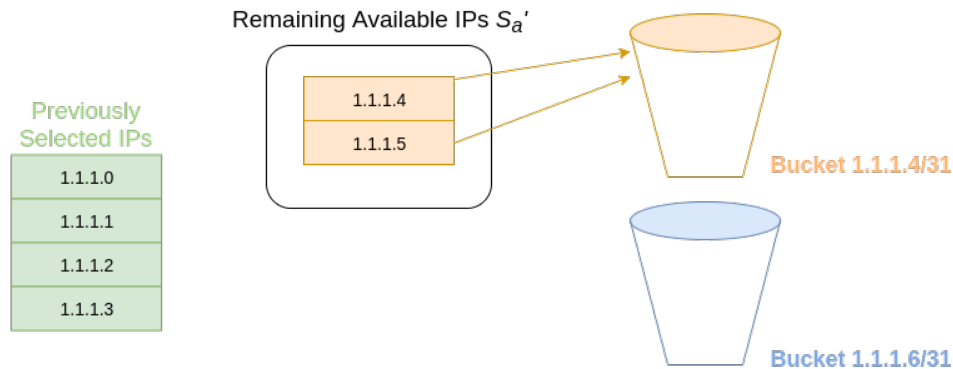 Remaining Available IPs Sa'
Previously
Selected IPs
1.1.1.0
1.1.1.1
1.1.1.2
1.1.1.3
1.1.1.4
1.1.1.5
Bucket 1.1.1.4/31
Bucket 1.1.1.6/31